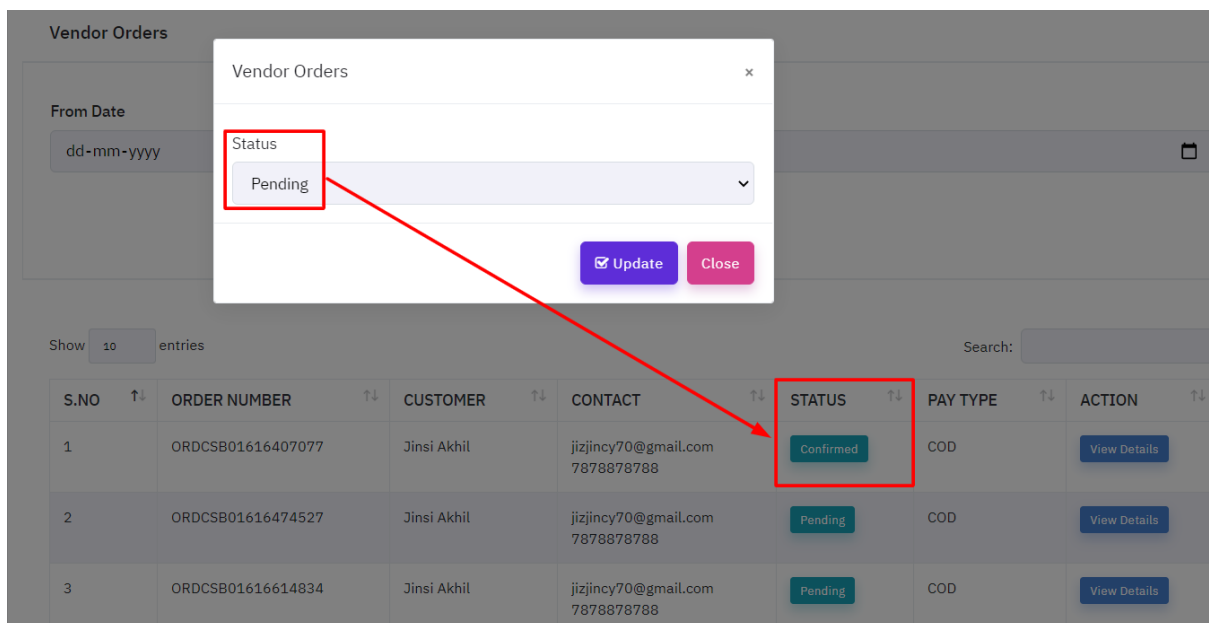 Vendor Orders
Vendor Orders ×
From Date
dd-mm-yyyy
Status
Pending
Update Close
Show 10 entries Search:
S.NO ORDER NUMBER CUSTOMER CONTACT STATUS PAY TYPE ACTION
1 ORDCSB01616407077 Jinsi Akhil jizjincy70@gmail.com Confirmed COD View Details
7878878788
2 ORDCSB01616474527 Jinsi Akhil jizjincy70@gmail.com Pending COD View Details
7878878788
3 ORDCSB01616614834 Jinsi Akhil jizjincy70@gmail.com Pending COD View Details
7878878788